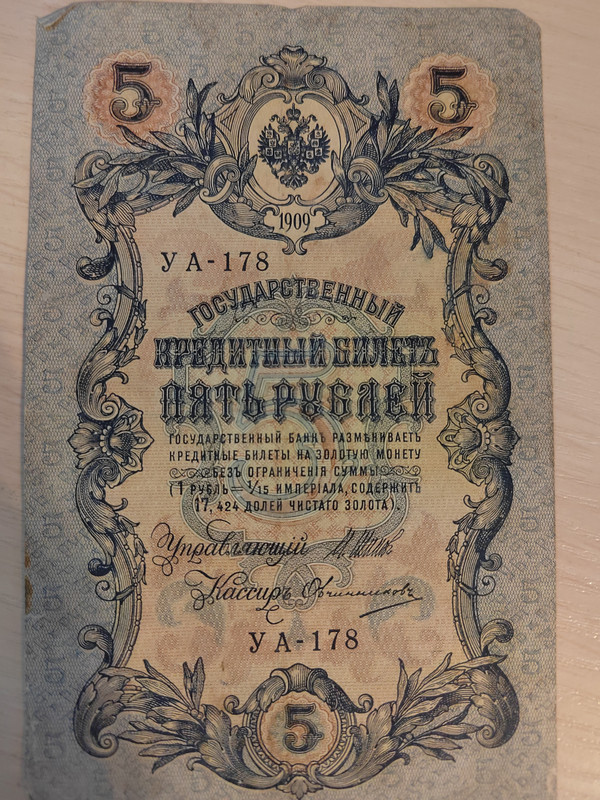 5 5
1909
УА-178
ГОСУДАРСТВЕННЫЙ
КРЕДИТНЫЙ БИЛЕТЪ
ПЯТЬ РУБЛЕЙ
ГОСУДАРСТВЕННЫЙ БАНКЪ РАЗМѢНИВАЕТЪ
КРЕДИТНЫЕ БИЛЕТЫ НА ЗОЛОТУЮ МОНЕТУ
БЕЗЪ ОГРАНИЧЕНІЯ СУММЫ
(1 РУБЛЬ = 1/15 ИМПЕРІАЛА, СОДЕРЖИТЪ
17,424 ДОЛЕЙ ЧИСТАГО ЗОЛОТА).
Управляющій И. Шипов
Кассиръ Овчинниковъ
УА-178
5